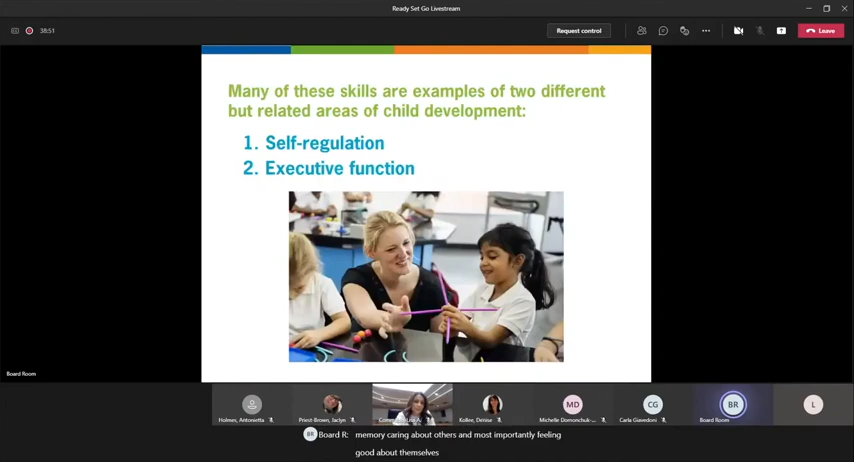 Ready Set Go Livestream
38:51
Request control
Leave
Many of these skills are examples of two different
but related areas of child development:
1. Self-regulation
2. Executive function
Board Room
MD
CG
BR
L
Holmes, Antonietta
Priest-Brown, Jaclyn
Kollee, Denise
Michelle Domonchuk-...
Carla Giavedoni
Board Room
BR Board R: memory caring about others and most importantly feeling
good about themselves